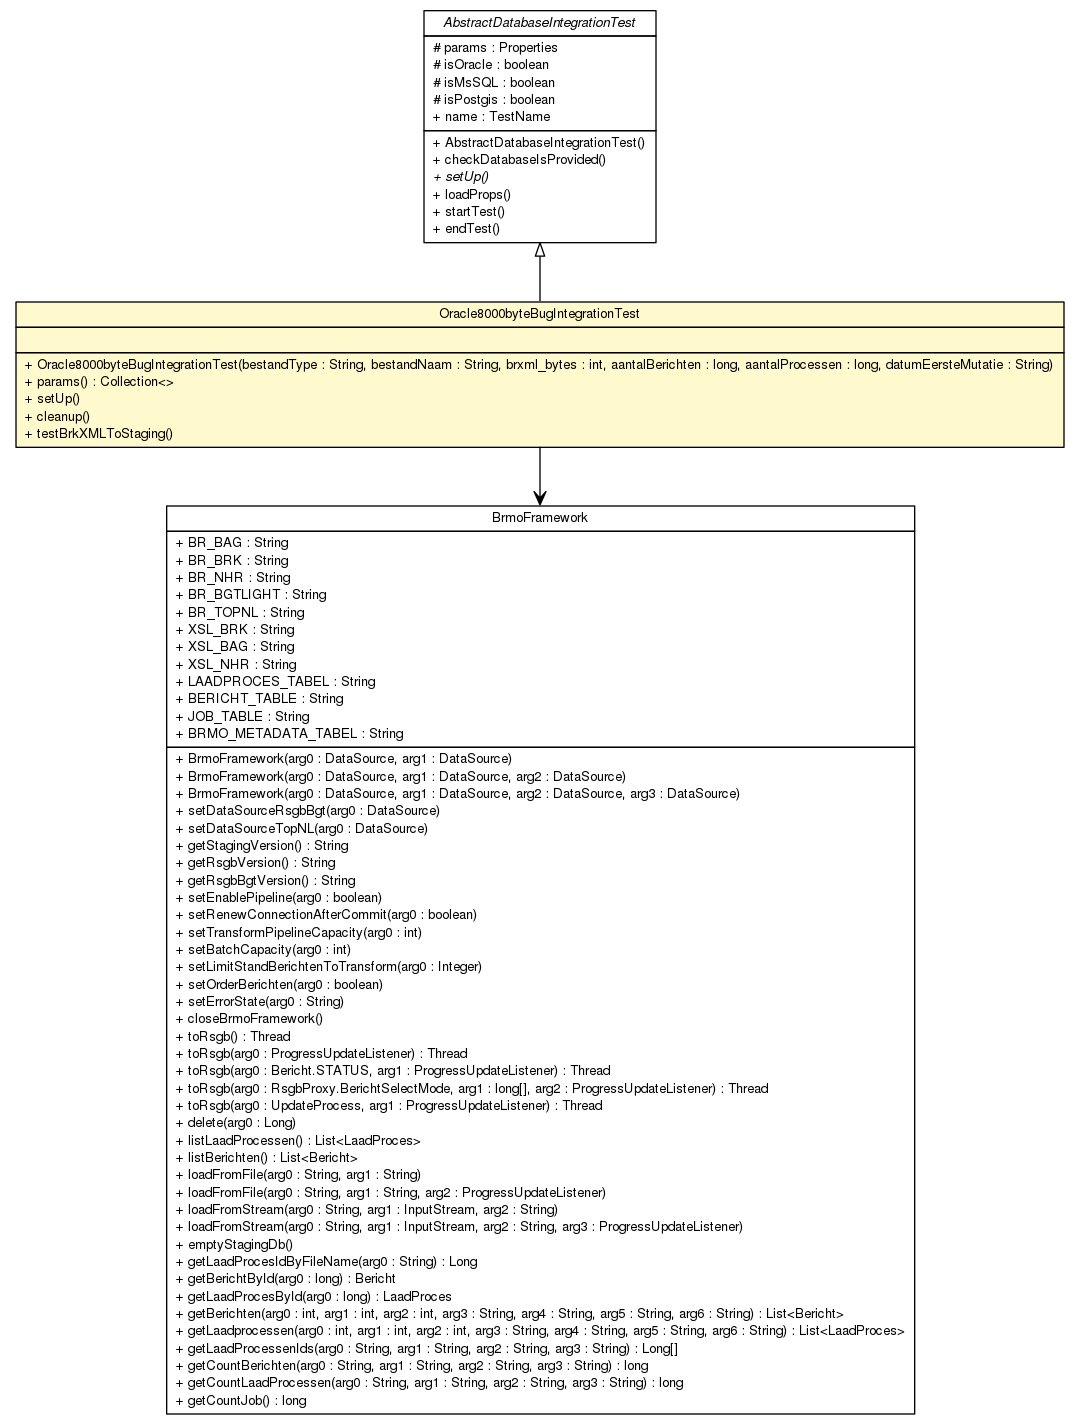 AbstractDatabaseIntegrationTest
# params : Properties
# isOracle : boolean
# isMsSQL : boolean
# isPostgis : boolean
+ name : TestName
+ AbstractDatabaseIntegrationTest()
+ checkDatabaseIsProvided()
+ setUp()
+ loadProps()
+ startTest()
+ endTest()
Oracle8000byteBugIntegrationTest
+ Oracle8000byteBugIntegrationTest(bestandType : String, bestandNaam : String, brxml_bytes : int, aantalBerichten : long, aantalProcessen : long, datumEersteMutatie : String)
+ params() : Collection<>
+ setUp()
+ cleanup()
+ testBrkXMLToStaging()
BrmoFramework
+ BR_BAG : String
+ BR_BRK : String
+ BR_NHR : String
+ BR_BGTLIGHT : String
+ BR_TOPNL : String
+ XSL_BRK : String
+ XSL_BAG : String
+ XSL_NHR : String
+ LAADPROCES_TABEL : String
+ BERICHT_TABLE : String
+ JOB_TABLE : String
+ BRMO_METADATA_TABEL : String
+ BrmoFramework(arg0 : DataSource, arg1 : DataSource)
+ BrmoFramework(arg0 : DataSource, arg1 : DataSource, arg2 : DataSource)
+ BrmoFramework(arg0 : DataSource, arg1 : DataSource, arg2 : DataSource, arg3 : DataSource)
+ setDataSourceRsgbBgt(arg0 : DataSource)
+ setDataSourceTopNL(arg0 : DataSource)
+ getStagingVersion() : String
+ getRsgbVersion() : String
+ getRsgbBgtVersion() : String
+ setEnablePipeline(arg0 : boolean)
+ setRenewConnectionAfterCommit(arg0 : boolean)
+ setTransformPipelineCapacity(arg0 : int)
+ setBatchCapacity(arg0 : int)
+ setLimitStandBerichtenToTransform(arg0 : Integer)
+ setOrderBerichten(arg0 : boolean)
+ setErrorState(arg0 : String)
+ closeBrmoFramework()
+ toRsgb() : Thread
+ toRsgb(arg0 : ProgressUpdateListener) : Thread
+ toRsgb(arg0 : Bericht.STATUS, arg1 : ProgressUpdateListener) : Thread
+ toRsgb(arg0 : RsgbProxy.BerichtSelectMode, arg1 : long[], arg2 : ProgressUpdateListener) : Thread
+ toRsgb(arg0 : UpdateProcess, arg1 : ProgressUpdateListener) : Thread
+ delete(arg0 : Long)
+ listLaadProcessen() : List<LaadProces>
+ listBerichten() : List<Bericht>
+ loadFromFile(arg0 : String, arg1 : String)
+ loadFromFile(arg0 : String, arg1 : String, arg2 : ProgressUpdateListener)
+ loadFromStream(arg0 : String, arg1 : InputStream, arg2 : String)
+ loadFromStream(arg0 : String, arg1 : InputStream, arg2 : String, arg3 : ProgressUpdateListener)
+ emptyStagingDb()
+ getLaadProcesIdByFileName(arg0 : String) : Long
+ getBerichtById(arg0 : long) : Bericht
+ getLaadProcesById(arg0 : long) : LaadProces
+ getBerichten(arg0 : int, arg1 : int, arg2 : int, arg3 : String, arg4 : String, arg5 : String, arg6 : String) : List<Bericht>
+ getLaadprocessen(arg0 : int, arg1 : int, arg2 : int, arg3 : String, arg4 : String, arg5 : String, arg6 : String) : List<LaadProces>
+ getLaadProcessenIds(arg0 : String, arg1 : String, arg2 : String, arg3 : String) : Long[]
+ getCountBerichten(arg0 : String, arg1 : String, arg2 : String, arg3 : String) : long
+ getCountLaadProcessen(arg0 : String, arg1 : String, arg2 : String, arg3 : String) : long
+ getCountJob() : long